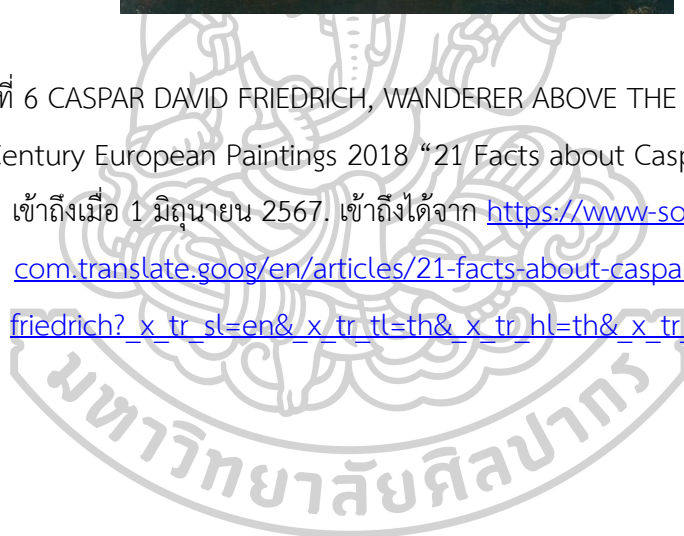 ที่ 6 CASPAR DAVID FRIEDRICH, WANDERER ABOVE THE
Century European Paintings 2018 “21 Facts about Casp
เข้าถึงเมื่อ 1 มิถุนายน 2567. เข้าถึงได้จาก https://www-so
com.translate.goog/en/articles/21-facts-about-caspa
friedrich?_x_tr_sl=en&_x_tr_tl=th&_x_tr_hl=th&_x_tr_
มหาวิทยาลัยศิลปากร